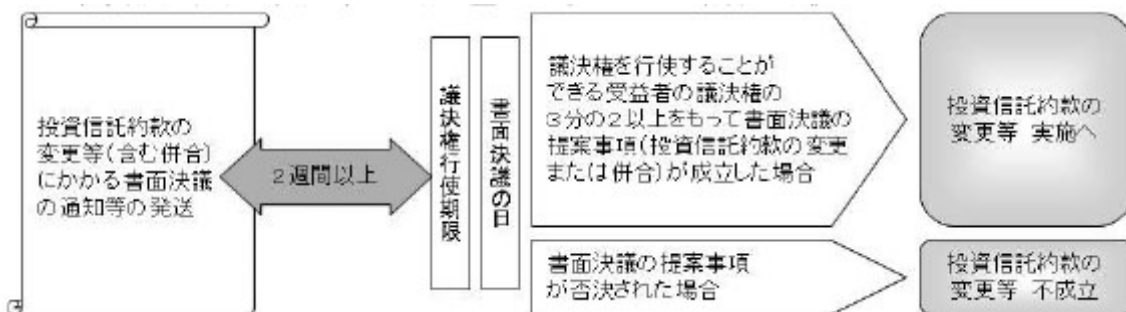 投資信託約款の
変更等(含む併合)
にかかる書面決議
の通知等の発送
2週間以上
議決権行使期限
書面決議の日
議決権を行使することが
できる受益者の議決権の
3分の2以上をもって書面決議の
提案事項(投資信託約款の変更
または併合)が成立した場合
投資信託約款の
変更等 実施へ
書面決議の提案事項
が否決された場合
投資信託約款の
変更等 不成立